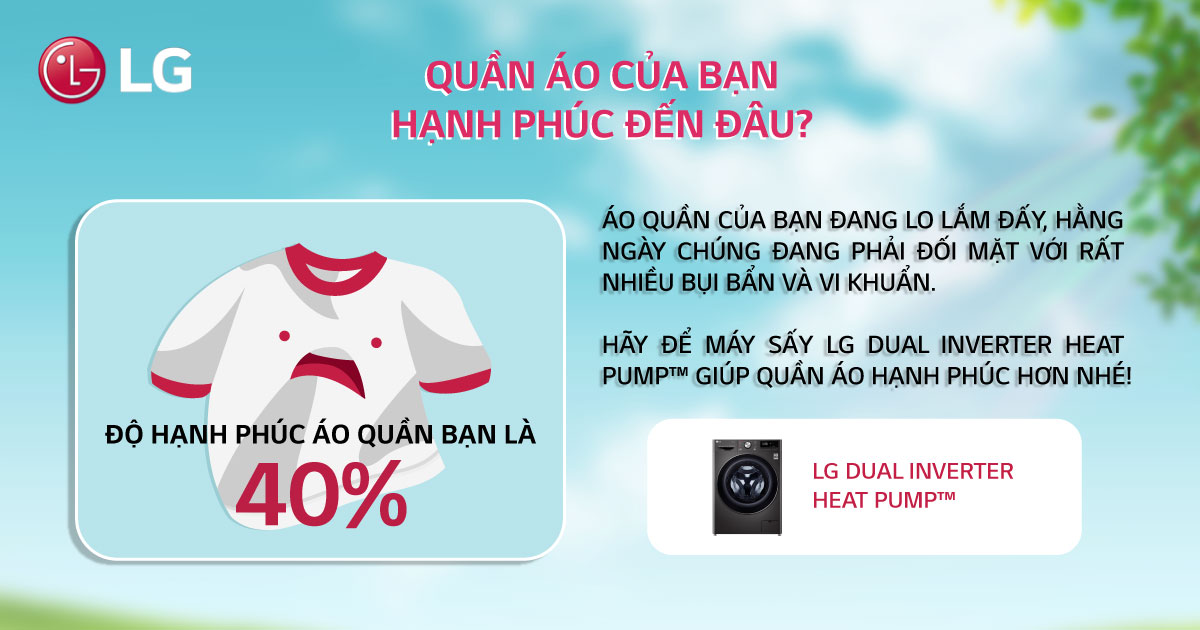 LG
QUẦN ÁO CỦA BẠN
HẠNH PHÚC ĐẾN ĐÂU?
ÁO QUẦN CỦA BẠN ĐANG LO LẮM ĐẤY, HẰNG
NGÀY CHÚNG ĐANG PHẢI ĐỐI MẶT VỚI RẤT
NHIỀU BỤI BẨN VÀ VI KHUẨN.
HÃY ĐỂ MÁY SẤY LG DUAL INVERTER HEAT
PUMP™ GIÚP QUẦN ÁO HẠNH PHÚC HƠN NHÉ!
ĐỘ HẠNH PHÚC ÁO QUẦN BẠN LÀ
40%
LG DUAL INVERTER
HEAT PUMP™